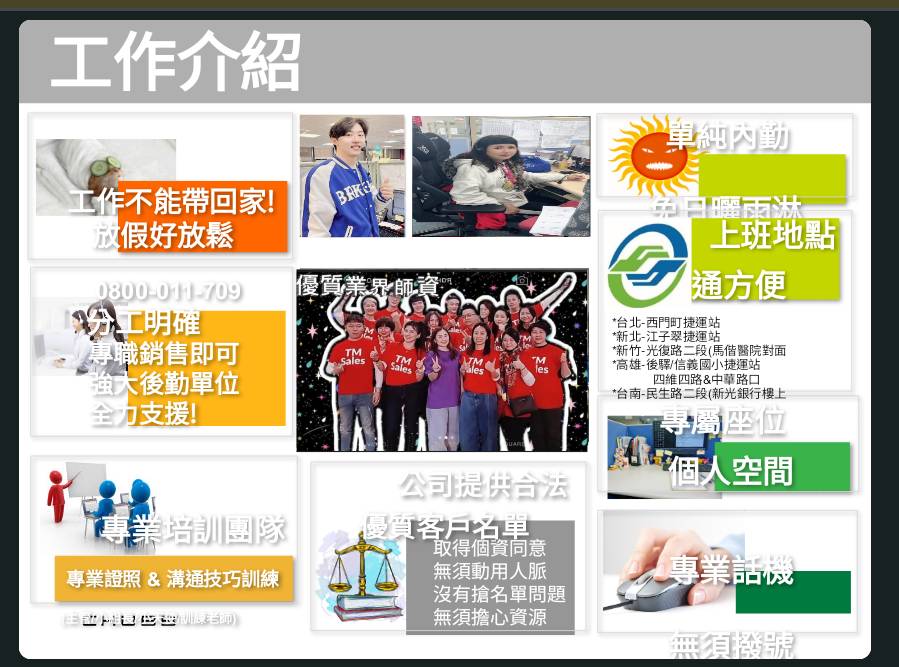 工作介紹
工作不能帶回家!
放假好放鬆
0800-011-709
分工明確
專職銷售即可
強大後勤單位
全力支援!
專業培訓團隊
專業證照 & 溝通技巧訓練
優質業界師資
TM
Sales
公司提供合法
優質客戶名單
取得個資同意
無須動用人脈
沒有搶名單問題
無須擔心資源
單純內勤
免日曬雨淋
上班地點
通方便
*台北-西門町捷運站
*新北-江子翠捷運站
*新竹-光復路二段(馬偕醫院對面
*高雄-後驛/信義國小捷運站
四維四路&中華路口
*台南-民生路二段(新光銀行樓上
專屬座位
個人空間
專業話機
無須撥號